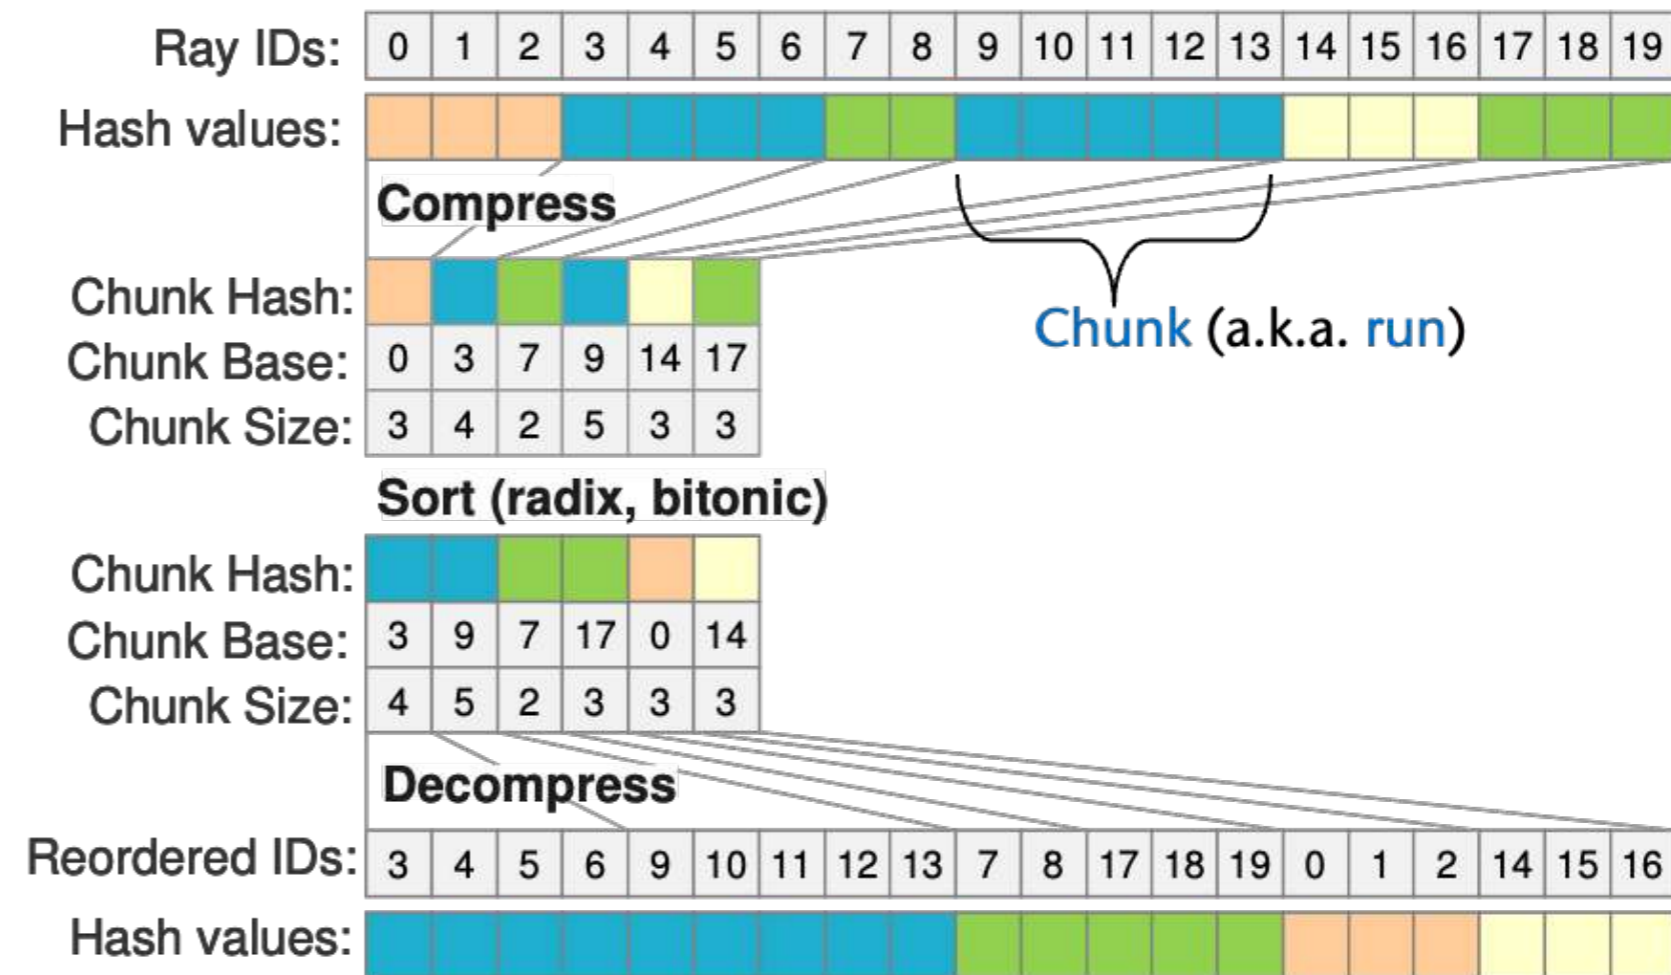 Ray IDs: 0 1 2 3 4 5 6 7 8 9 10 11 12 13 14 15 16 17 18 19
Hash values:
Compress
Chunk Hash:
Chunk (a.k.a. run)
Chunk Base: 0 3 7 9 14 17
Chunk Size: 3 4 2 5 3 3
Sort (radix, bitonic)
Chunk Hash:
Chunk Base: 3 9 7 17 0 14
Chunk Size: 4 5 2 3 3 3
Decompress
Reordered IDs: 3 4 5 6 9 10 11 12 13 7 8 17 18 19 0 1 2 14 15 16
Hash values: